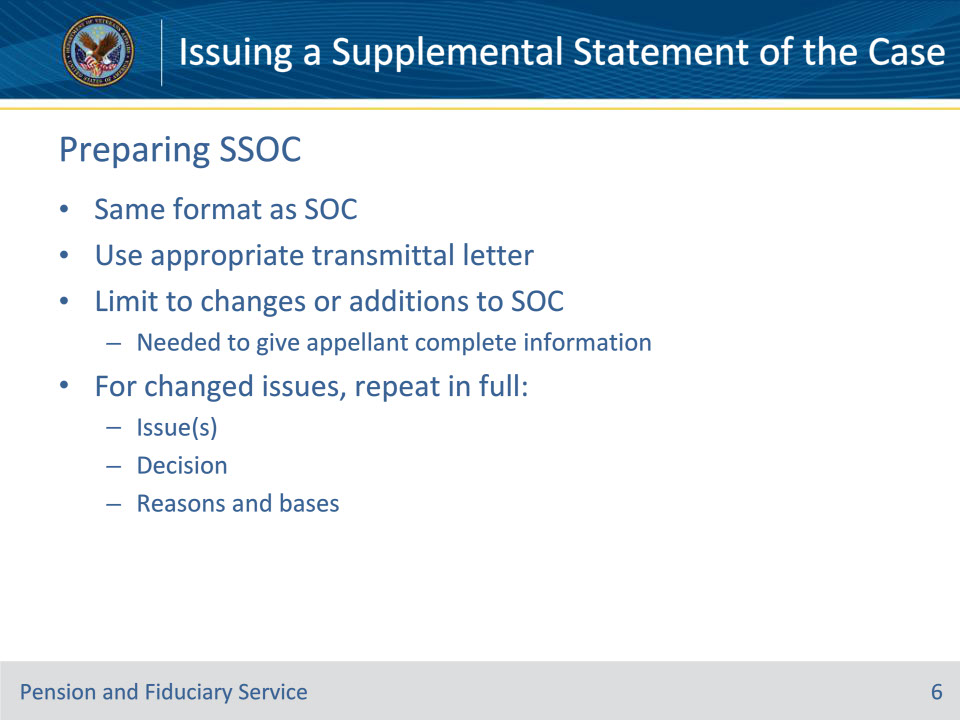 Issuing a Supplemental Statement of the Case
Preparing SSOC
• Same format as SOC
• Use appropriate transmittal letter
• Limit to changes or additions to SOC
– Needed to give appellant complete information
• For changed issues, repeat in full:
– Issue(s)
– Decision
– Reasons and bases
Pension and Fiduciary Service
6